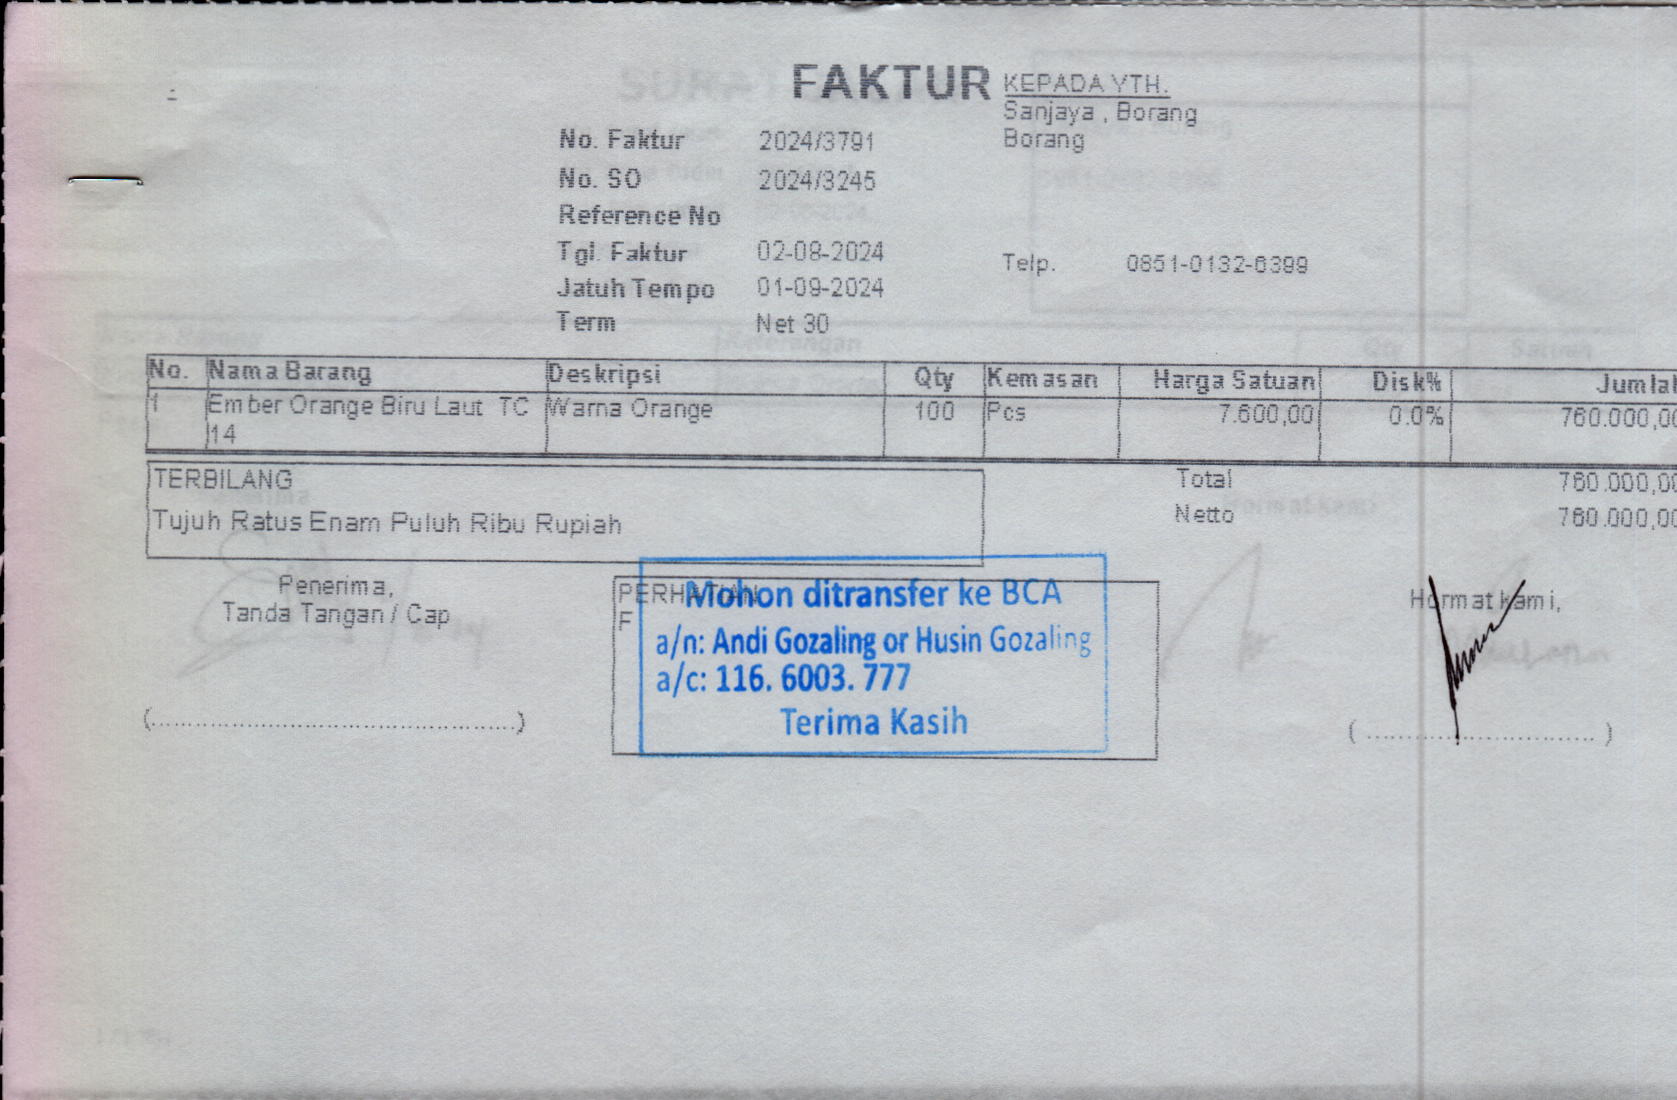 FAKTUR
KEPADA YTH.
Sanjaya , Borang
Borang
No. Faktur 2024/3791
No. SO 2024/3245
Reference No
Tgl. Faktur 02-08-2024
Telp. 0851-0132-6399
Jatuh Tempo 01-09-2024
Term Net 30
No. Nama Barang Deskripsi Qty Kemasan Harga Satuan Disk% Jumlah
1 Ember Orange Biru Laut TC Warna Orange 100 Pcs 7.600,00 0.0% 760.000,00
14
TERBILANG
Tujuh Ratus Enam Puluh Ribu Rupiah
Total 760.000,00
Netto 760.000,00
Penerima,
Tanda Tangan / Cap
(..........)
PERHATIAN
F
Mohon ditransfer ke BCA
a/n: Andi Gozaling or Husin Gozaling
a/c: 116. 6003. 777
Terima Kasih
Hormat kami,
(..........)